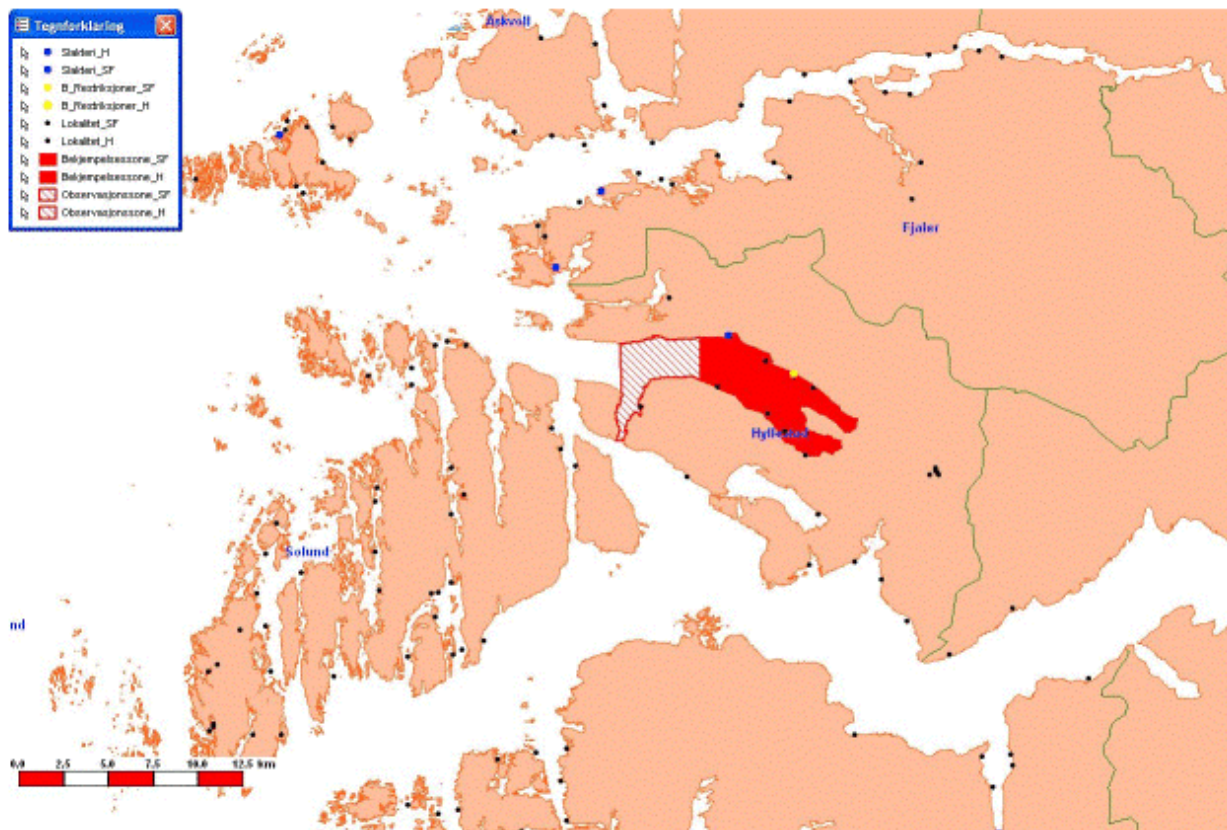 Tegnforklaring
Slakteri_H
Slakteri_SF
B_Restriksjoner_SF
B_Restriksjoner_H
Lokalitet_SF
Lokalitet_H
Bekjempelsessone_SF
Bekjempelsessone_H
Observasjonssone_SF
Observasjonssone_H
Askvoll
Fjaler
Hyllestad
Solund
nd
0.0 2.5 5.0 7.5 10.0 12.5 km